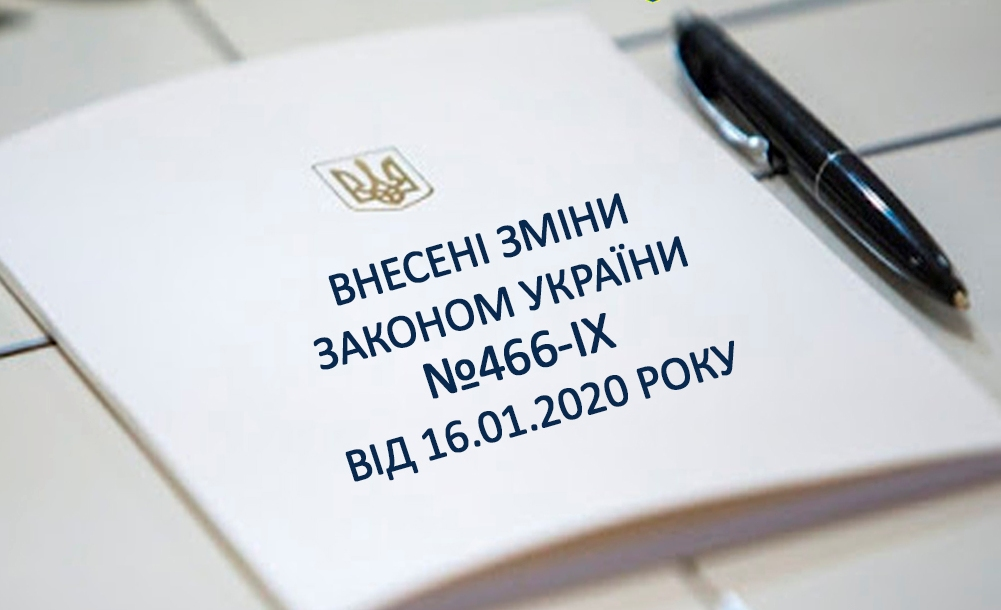 ВНЕСЕНІ ЗМІНИ
ЗАКОНОМ УКРАЇНИ
№466-IX
ВІД 16.01.2020 РОКУ